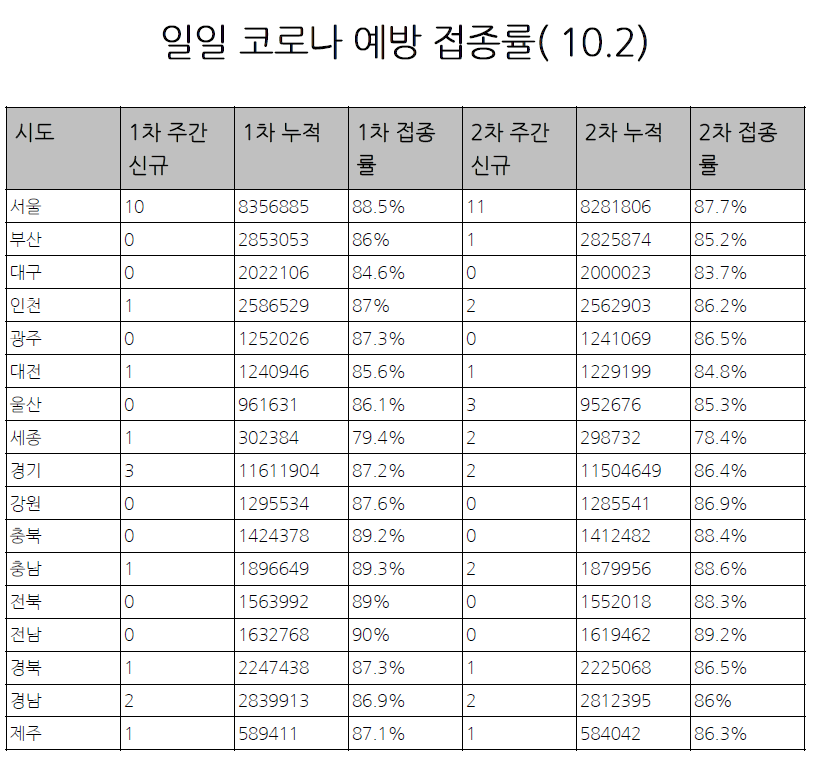 일일 코로나 예방 접종률( 10.2)
시도 1차 주간 신규 1차 누적 1차 접종률 2차 주간 신규 2차 누적 2차 접종률
서울 10 8356885 88.5% 11 8281806 87.7%
부산 0 2853053 86% 1 2825874 85.2%
대구 0 2022106 84.6% 0 2000023 83.7%
인천 1 2586529 87% 2 2562903 86.2%
광주 0 1252026 87.3% 0 1241069 86.5%
대전 1 1240946 85.6% 1 1229199 84.8%
울산 0 961631 86.1% 3 952676 85.3%
세종 1 302384 79.4% 2 298732 78.4%
경기 3 11611904 87.2% 2 11504649 86.4%
강원 0 1295534 87.6% 0 1285541 86.9%
충북 0 1424378 89.2% 0 1412482 88.4%
충남 1 1896649 89.3% 2 1879956 88.6%
전북 0 1563992 89% 0 1552018 88.3%
전남 0 1632768 90% 0 1619462 89.2%
경북 1 2247438 87.3% 1 2225068 86.5%
경남 2 2839913 86.9% 2 2812395 86%
제주 1 589411 87.1% 1 584042 86.3%